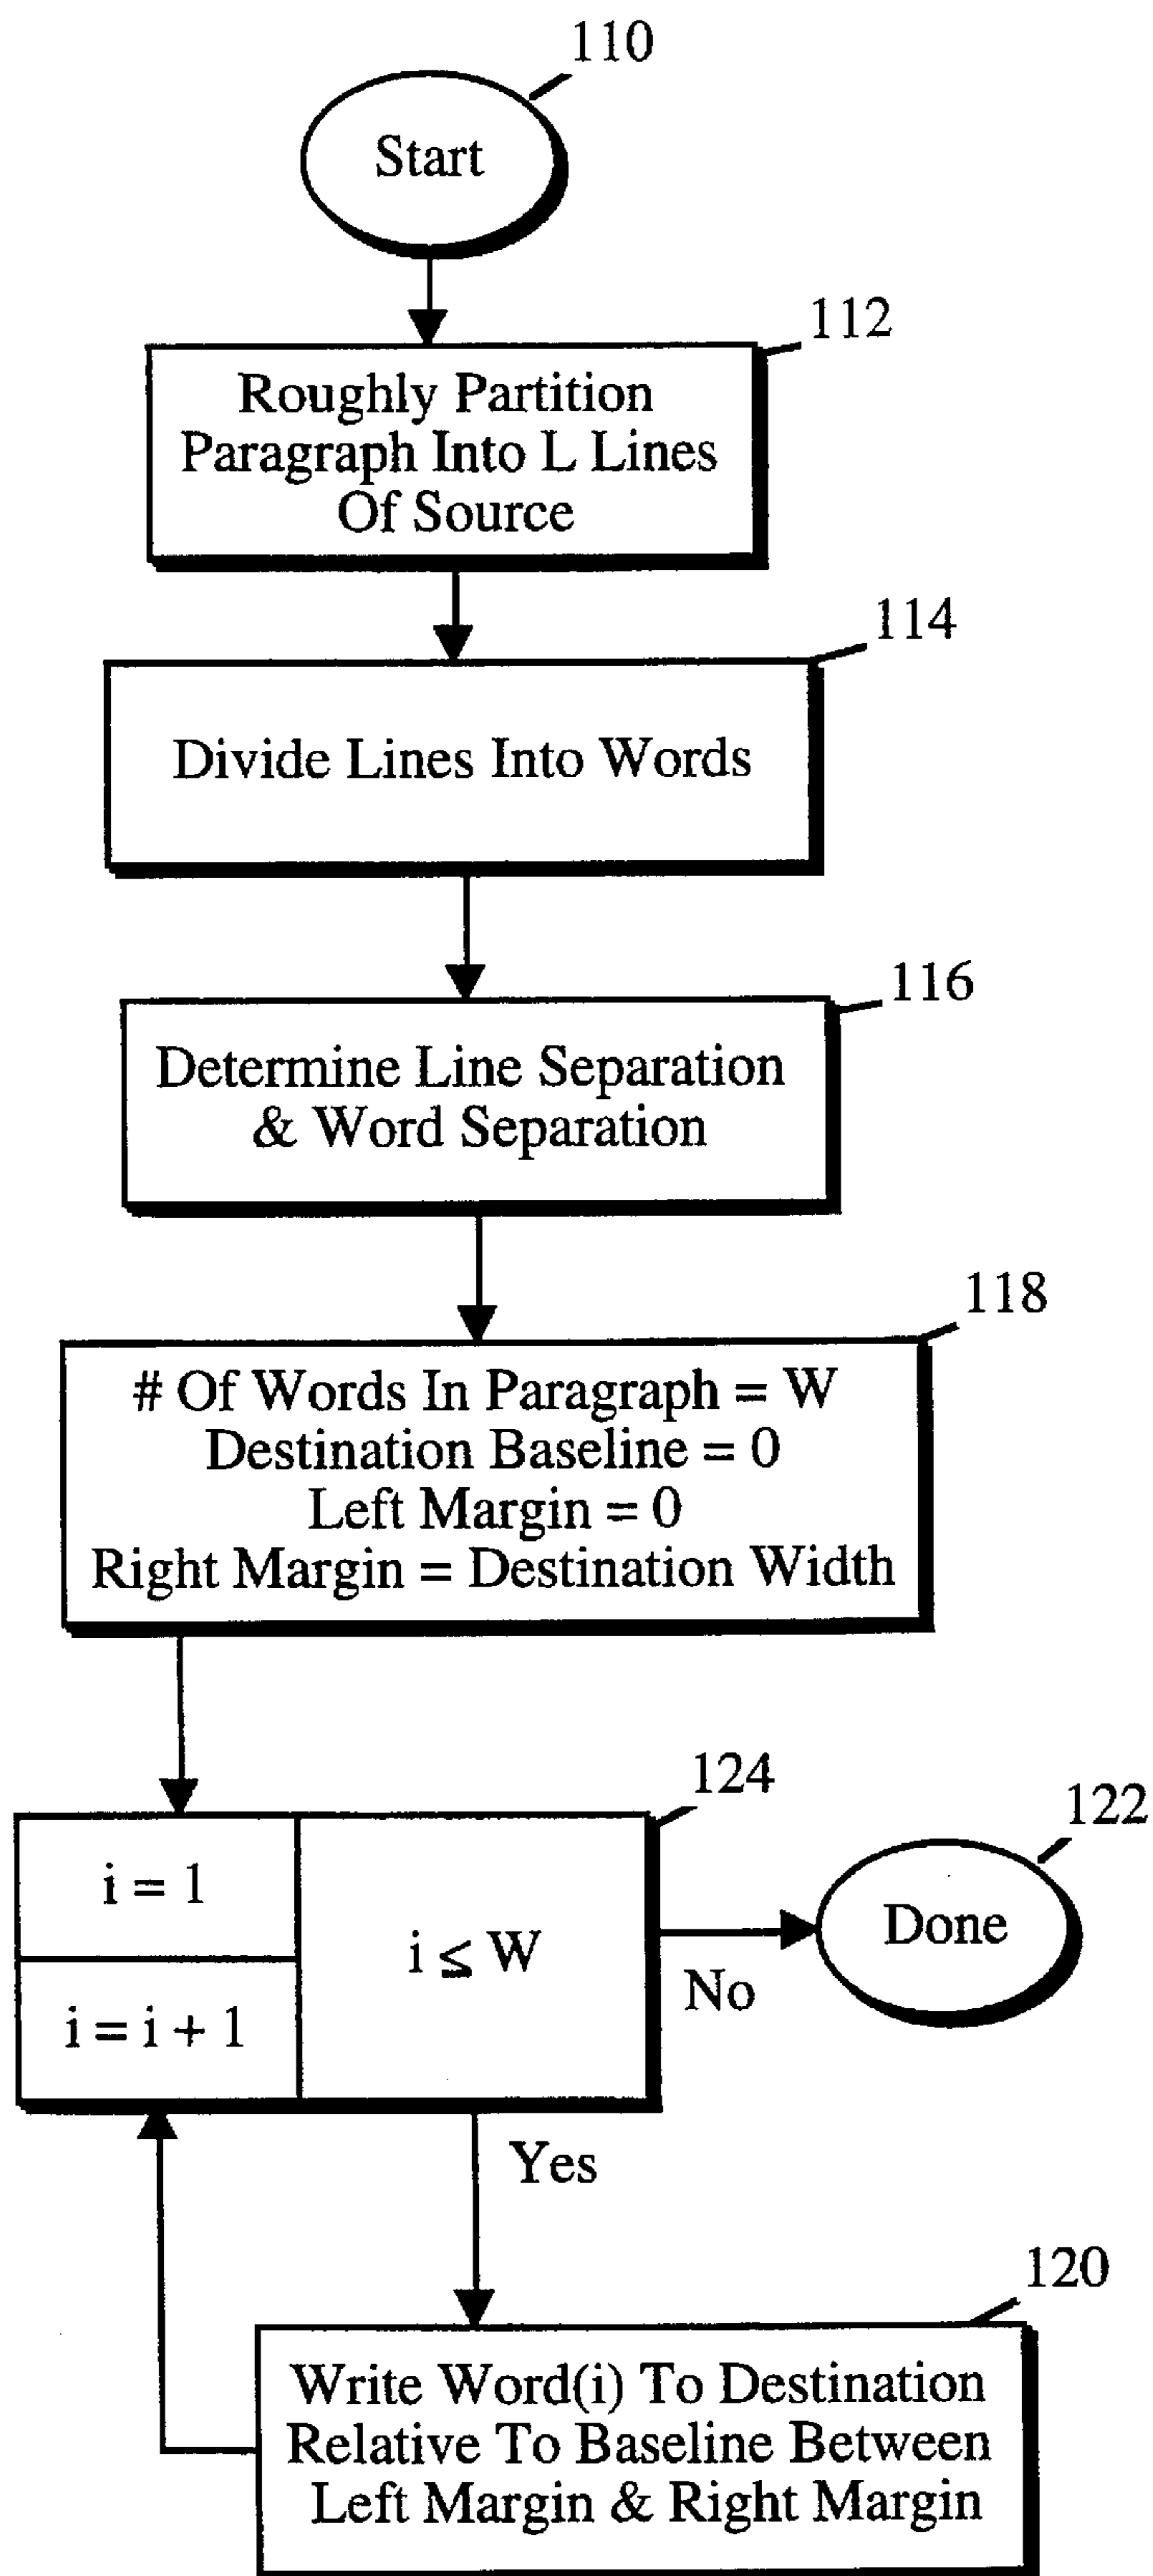 110
Start
112
Roughly Partition
Paragraph Into L Lines
Of Source
114
Divide Lines Into Words
116
Determine Line Separation
& Word Separation
118
# Of Words In Paragraph = W
Destination Baseline = 0
Left Margin = 0
Right Margin = Destination Width
124
122
i = 1
i ≤ W
Done
No
i = i + 1
Yes
120
Write Word(i) To Destination
Relative To Baseline Between
Left Margin & Right Margin